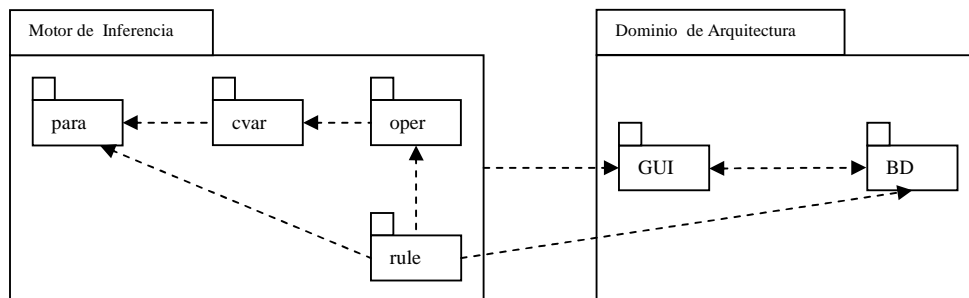 Motor de Inferencia
Dominio de Arquitectura
para
cvar
oper
GUI
BD
rule